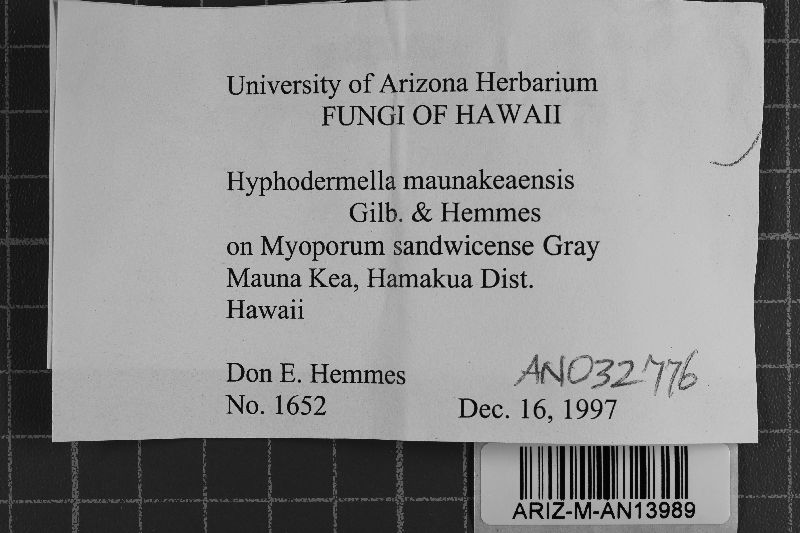 University of Arizona Herbarium
FUNGI OF HAWAII
Hyphodermella maunakeaensis
Gilb. & Hemmes
on Myoporum sandwicense Gray
Mauna Kea, Hamakua Dist.
Hawaii
Don E. Hemmes
AN032776
No. 1652
Dec. 16, 1997
ARIZ-M-AN13989